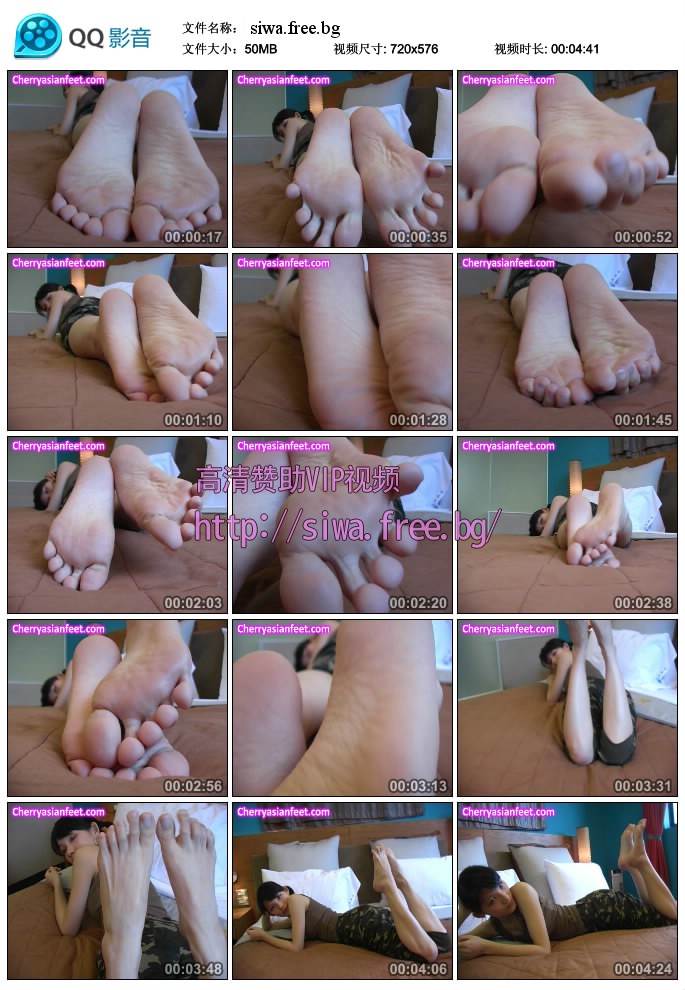 QQ 影音
文件名称: siwa.free.bg
文件大小: 50MB 视频尺寸: 720x576 视频时长: 00:04:41
Cherryasianfeet.com Cherryasianfeet.com Cherryasianfeet.com
00:00:17 00:00:35 00:00:52
Cherryasianfeet.com Cherryasianfeet.com Cherryasianfeet.com
00:01:10 00:01:28 00:01:45
Cherryasianfeet.com Cherryasianfeet.com Cherryasianfeet.com
高清赞助VIP视频
http://siwa.free.bg/
00:02:03 00:02:20 00:02:38
Cherryasianfeet.com Cherryasianfeet.com Cherryasianfeet.com
00:02:56 00:03:13 00:03:31
Cherryasianfeet.com Cherryasianfeet.com Cherryasianfeet.com
00:03:48 00:04:06 00:04:24